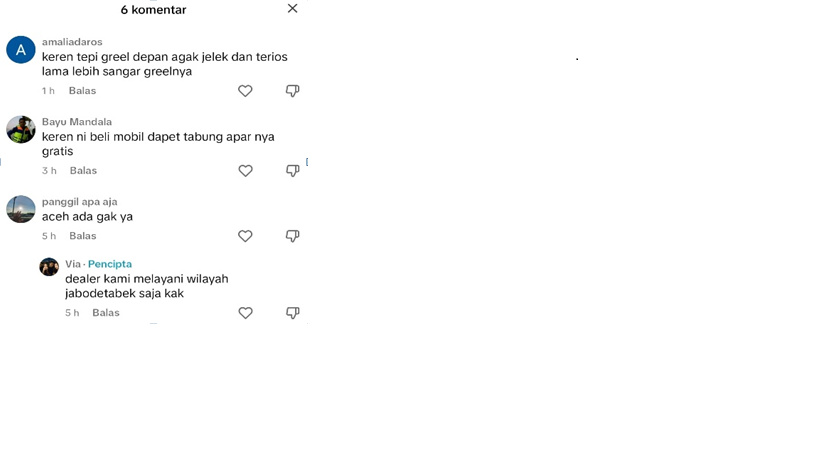 6 komentar
amaliadaros
keren tepi greel depan agak jelek dan terios
lama lebih sangar greelnya
1 h Balas
Bayu Mandala
keren ni beli mobil dapet tabung apar nya
gratis
3 h Balas
panggil apa aja
aceh ada gak ya
5 h Balas
Via · Pencipta
dealer kami melayani wilayah
jabodetabek saja kak
5 h Balas